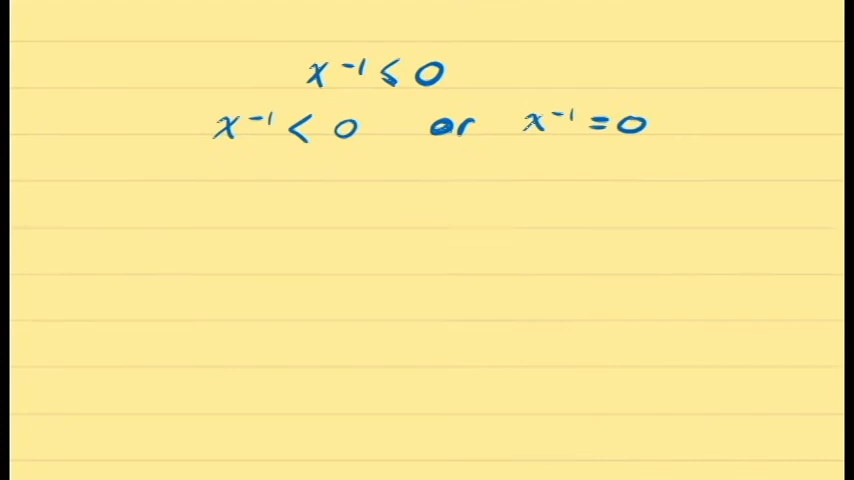 x⁻¹ ≤ 0
x⁻¹ < 0 or x⁻¹ = 0